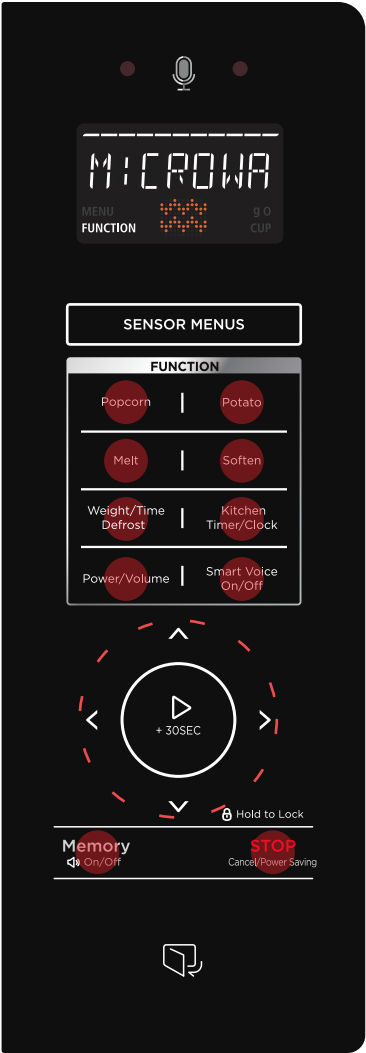 MICROWA
MENU g O
FUNCTION CUP
SENSOR MENUS
FUNCTION
Popcorn | Potato
Melt | Soften
Weight/Time
Defrost
Kitchen
Timer/Clock
Power/Volume
Smart Voice
On/Off
+ 30SEC
Hold to Lock
Memory
On/Off
STOP
Cancel/Power Saving